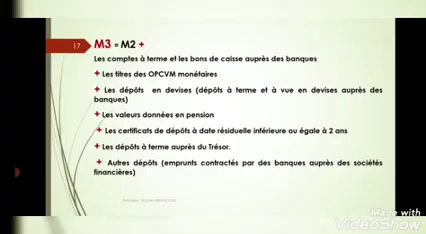 17
M3 = M2 +
Les comptes à terme et les bons de caisse auprès des banques
+ Les titres des OPCVM monétaires
+ Les dépôts en devises (dépôts à terme et à vue en devises auprès des
banques)
+ Les valeurs données en pension
+ Les certificats de dépôts à date résiduelle inférieure ou égale à 2 ans
+ Les dépôts à terme auprès du Trésor.
+ Autres dépôts (emprunts contractés par des banques auprès des sociétés
financières)
Made with
VideoShow